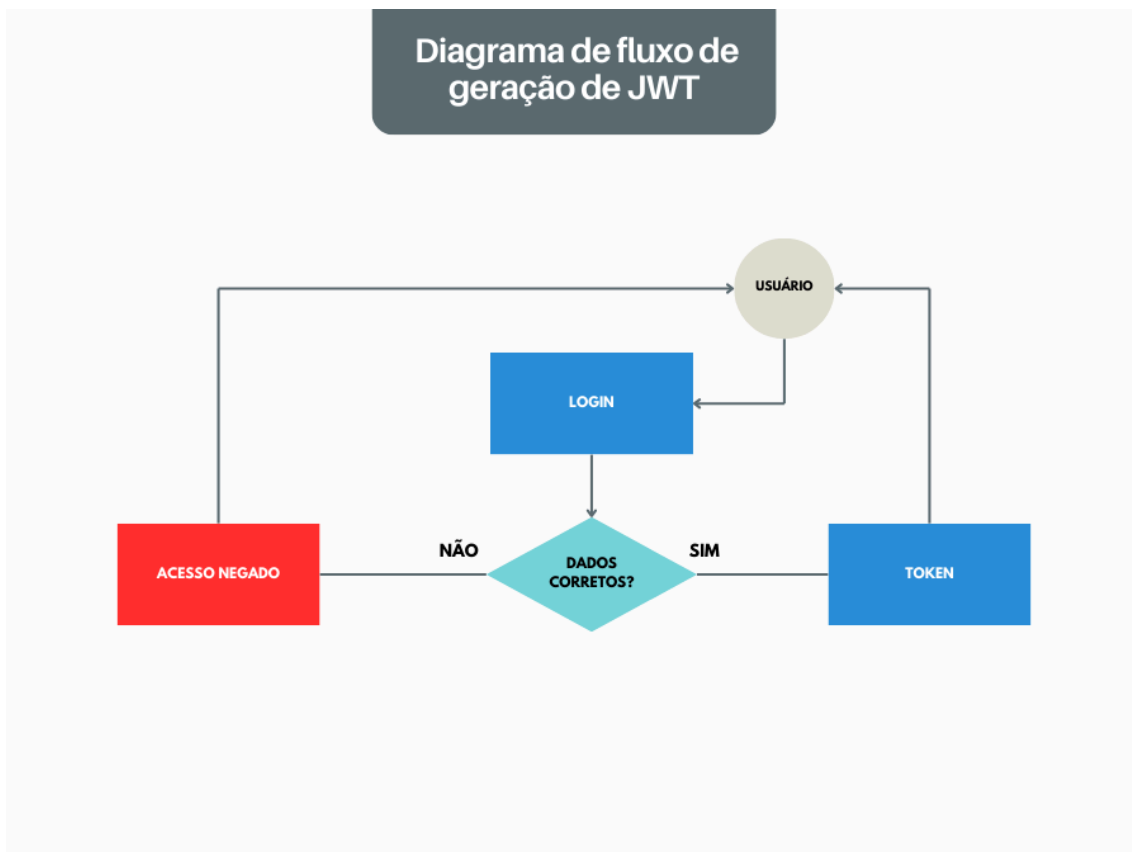 Diagrama de fluxo de
geração de JWT
USUÁRIO
LOGIN
NÃO
SIM
DADOS
CORRETOS?
ACESSO NEGADO
TOKEN